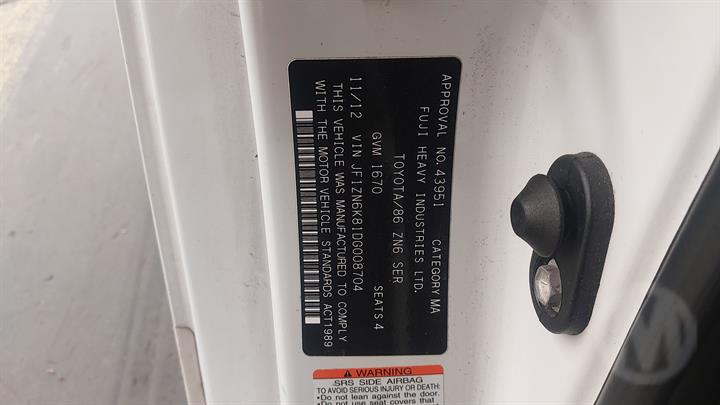 APPROVAL NO.43951 CATEGORY MA
FUJI HEAVY INDUSTRIES LTD.
TOYOTA/86 ZN6 SER
GVM 1670 SEATS 4
11/12 VIN JF1ZN6K81DG008704
THIS VEHICLE WAS MANUFACTURED TO COMPLY
WITH THE MOTOR VEHICLE STANDARDS ACT1989
WARNING
SRS SIDE AIRBAG
TO AVOID SERIOUS INJURY OR DEATH:
•Do not lean against the door.
•Do not use seat covers that